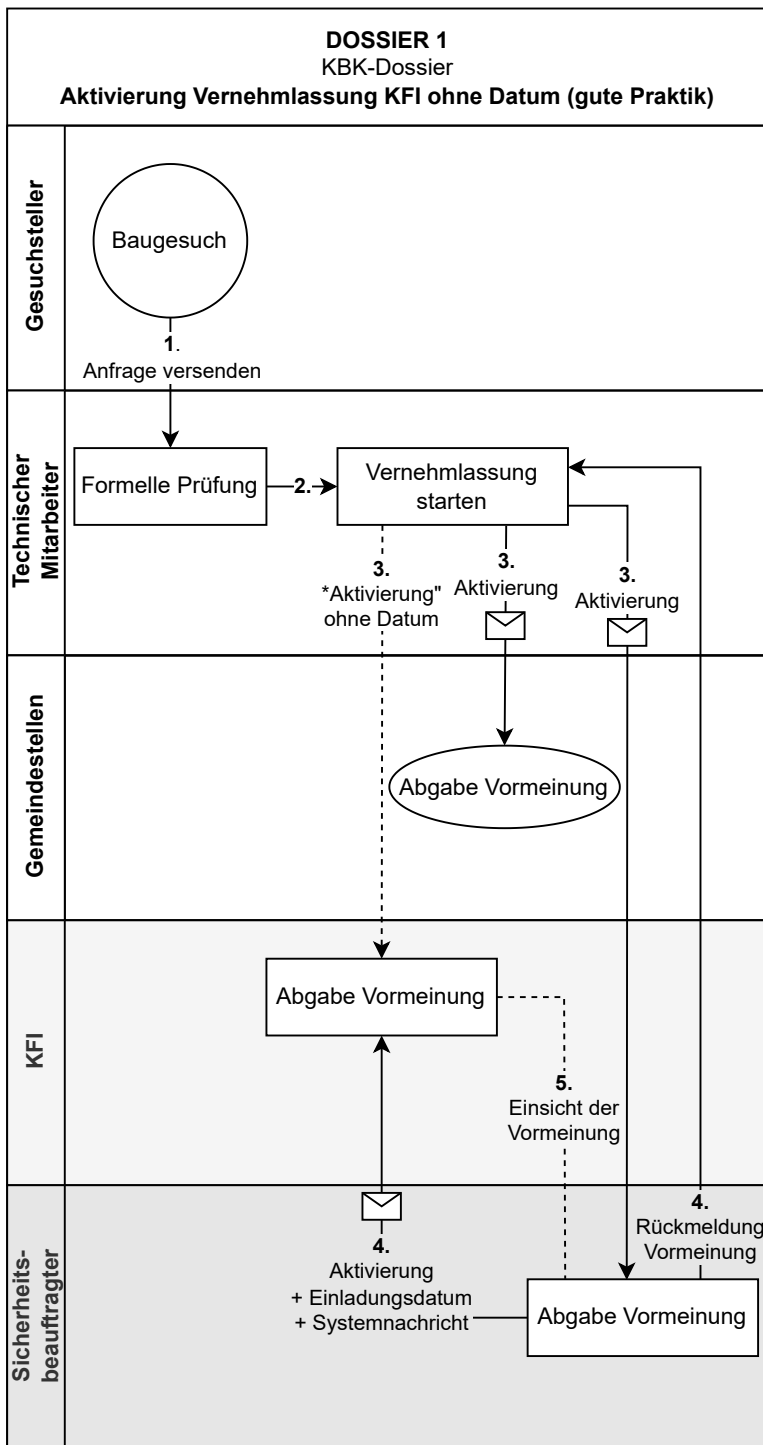 DOSSIER 1
KBK-Dossier
Aktivierung Vernehmlassung KFI ohne Datum (gute Praktik)
Gesuchsteller
Baugesuch
1.
Anfrage versenden
Technischer
Mitarbeiter
Formelle Prüfung
2.
Vernehmlassung
starten
3.
*Aktivierung"
ohne Datum
3.
Aktivierung
3.
Aktivierung
Gemeindestellen
Abgabe Vormeinung
KFI
Abgabe Vormeinung
5.
Einsicht der
Vormeinung
Sicherheits-
beauftragter
4.
Aktivierung
+ Einladungsdatum
+ Systemnachricht
4.
Rückmeldung
Vormeinung
Abgabe Vormeinung